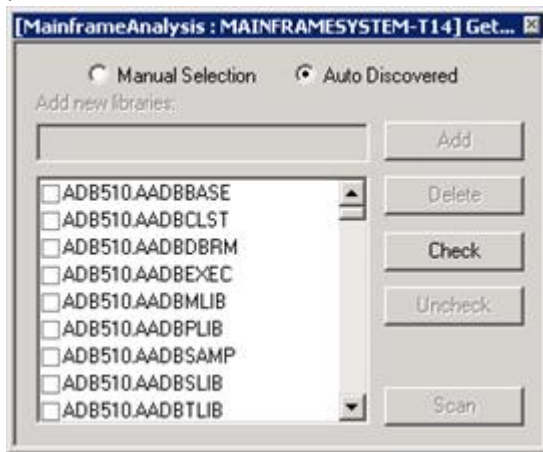 [MainframeAnalysis : MAINFRAMESYSTEM-T14] Get...
Manual Selection Auto Discovered
Add new libraries:
Add
ADB510.AADBBASE
Delete
ADB510.AADBCLST
ADB510.AADBDBRM
Check
ADB510.AADBEXEC
ADB510.AADBMLIB
Uncheck
ADB510.AADBPLIB
ADB510.AADBSAMP
ADB510.AADBSLIB
ADB510.AADBTLIB
Scan